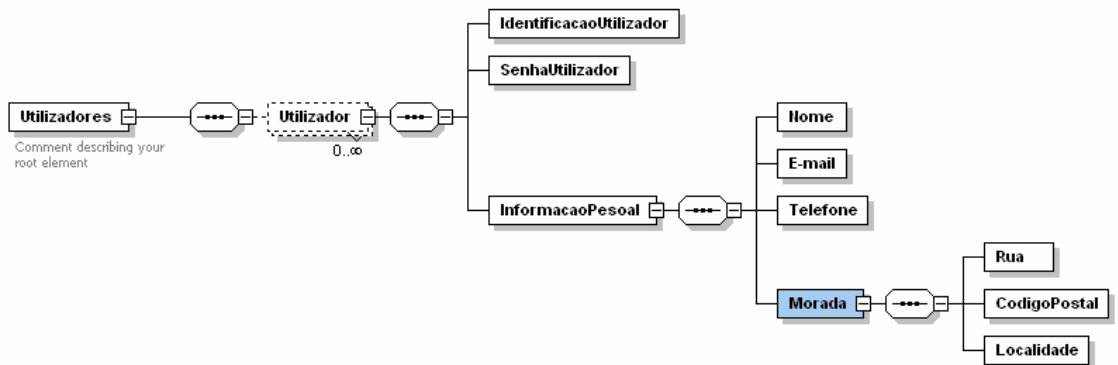 IdentificacaoUtilizador
SenhaUtilizador
Utilizadores
Utilizador
0..∞
Comment describing your
root element
Nome
E-mail
InformacaoPesoal
Telefone
Rua
Morada
CodigoPostal
Localidade